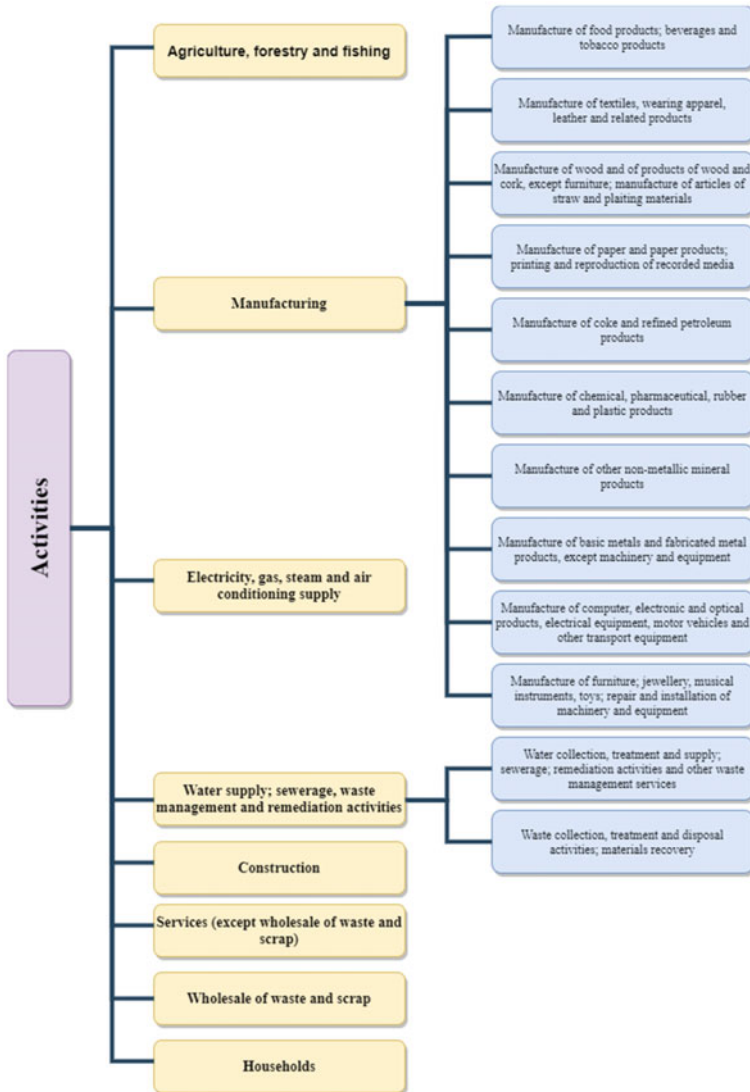 Activities
Agriculture, forestry and fishing
Manufacturing
Manufacture of food products; beverages and
tobacco products
Manufacture of textiles, wearing apparel,
leather and related products
Manufacture of wood and of products of wood and
cork, except furniture; manufacture of articles of
straw and plaiting materials
Manufacture of paper and paper products;
printing and reproduction of recorded media
Manufacture of coke and refined petroleum
products
Manufacture of chemical, pharmaceutical, rubber
and plastic products
Manufacture of other non-metallic mineral
products
Manufacture of basic metals and fabricated metal
products, except machinery and equipment
Manufacture of computer, electronic and optical
products, electrical equipment, motor vehicles and
other transport equipment
Manufacture of furniture; jewellery, musical
instruments, toys; repair and installation of
machinery and equipment
Electricity, gas, steam and air
conditioning supply
Water supply; sewerage, waste
management and remediation activities
Water collection, treatment and supply;
sewerage; remediation activities and other waste
management services
Waste collection, treatment and disposal
activities; materials recovery
Construction
Services (except wholesale of waste and
scrap)
Wholesale of waste and scrap
Households